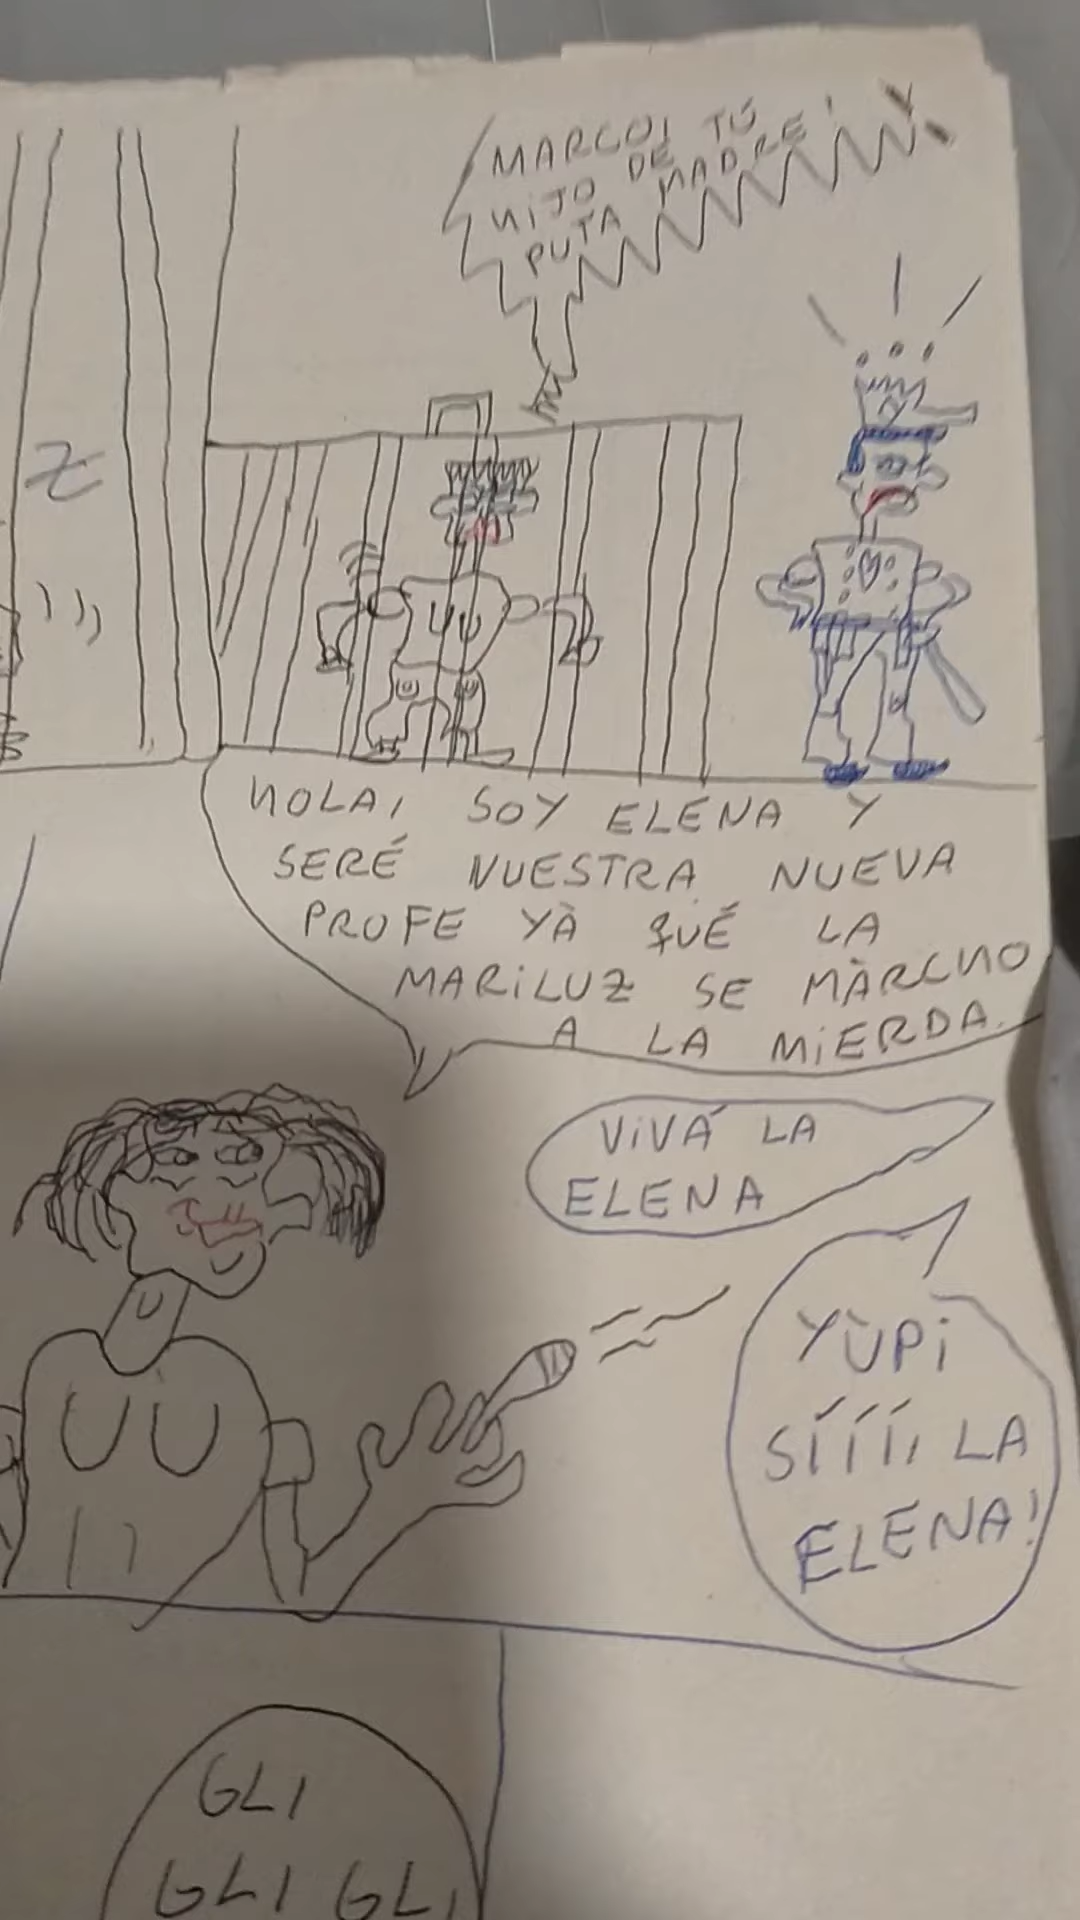 MARCO! TÚ
HIJO DE
PUTA MADRE!
Z
HOLA, SOY ELENA Y
SERÉ NUESTRA NUEVA
PROFE YÀ QUÉ LA
MARILUZ SE MÀRCHO
A LA MIERDA.
VIVÁ LA
ELENA
YÙPI
SÍÍÍ, LA
ELENA!
GLI
GLI GLI